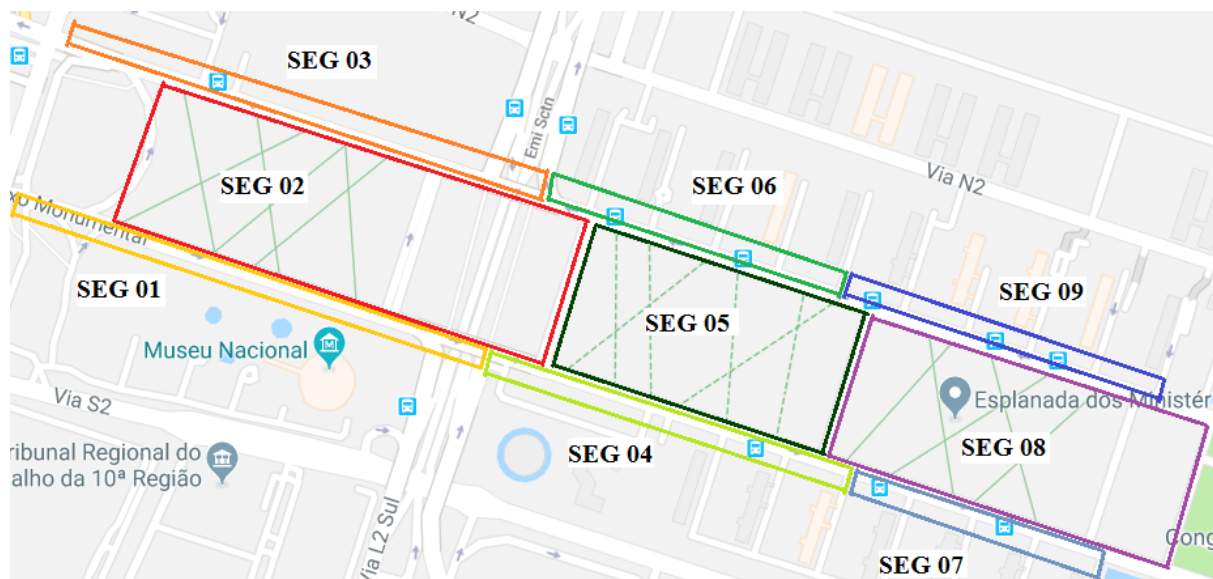 N2
SEG 03
Emi Sctn
SEG 06
Via N2
SEG 02
xo Monumental
SEG 01
SEG 09
SEG 05
Museu Nacional
Via S2
Esplanada dos Ministér
ribunal Regional do
alho da 10ª Região
SEG 04
SEG 08
Via L2 Sul
Cong
SEG 07